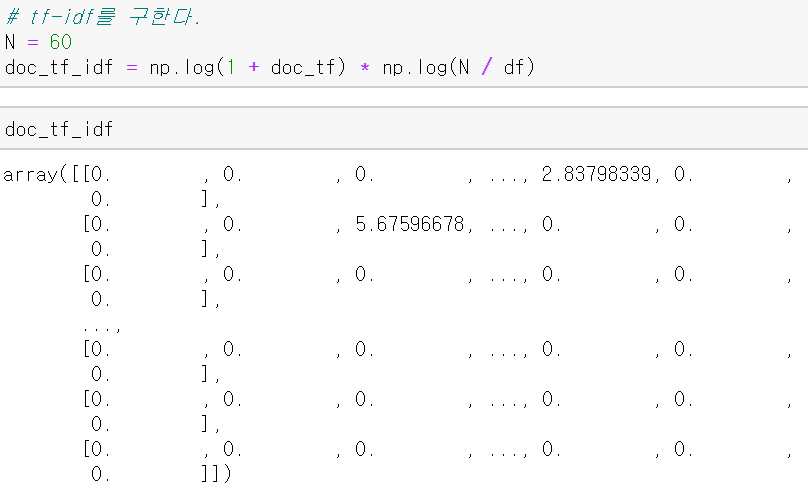 # tf-idf를 구한다.
N = 60
doc_tf_idf = np.log(1 + doc_tf) * np.log(N / df)
doc_tf_idf
array([[0.        , 0.        , 0.        , ..., 2.83798339, 0.        ,
        0.        ],
       [0.        , 0.        , 5.67596678, ..., 0.        , 0.        ,
        0.        ],
       [0.        , 0.        , 0.        , ..., 0.        , 0.        ,
        0.        ],
       ...,
       [0.        , 0.        , 0.        , ..., 0.        , 0.        ,
        0.        ],
       [0.        , 0.        , 0.        , ..., 0.        , 0.        ,
        0.        ],
       [0.        , 0.        , 0.        , ..., 0.        , 0.        ,
        0.        ]])